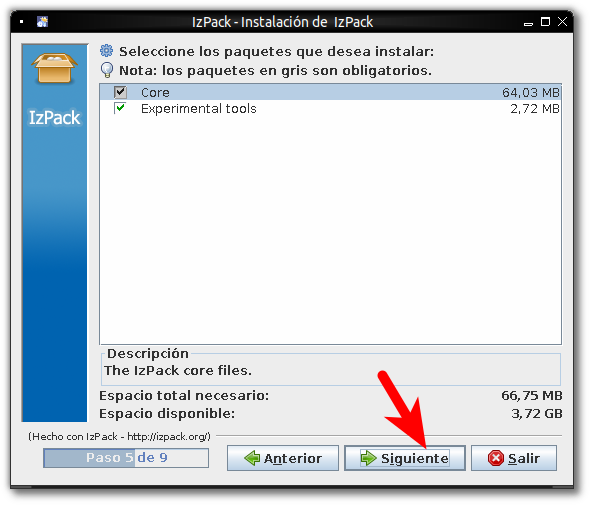 IzPack - Instalación de  IzPack
IzPack
Seleccione los paquetes que desea instalar:
Nota: los paquetes en gris son obligatorios.
Core 64,03 MB
Experimental tools 2,72 MB
Descripción
The IzPack core files.
Espacio total necesario: 66,75 MB
Espacio disponible: 3,72 GB
(Hecho con IzPack - http://izpack.org/)
Paso 5 de 9
Anterior
Siguiente
Salir